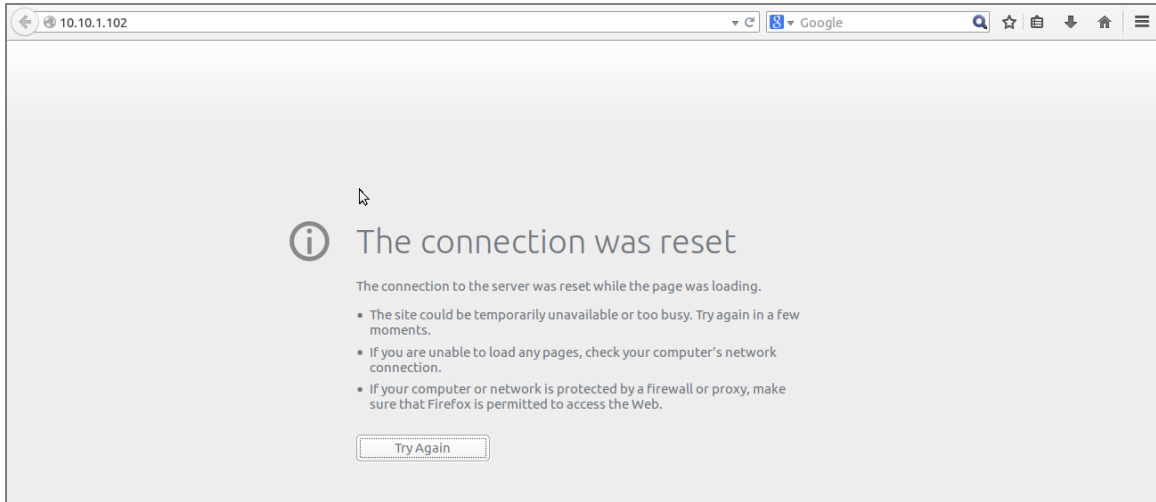 10.10.1.102
Google
The connection was reset
The connection to the server was reset while the page was loading.
• The site could be temporarily unavailable or too busy. Try again in a few
moments.
• If you are unable to load any pages, check your computer's network
connection.
• If your computer or network is protected by a firewall or proxy, make
sure that Firefox is permitted to access the Web.
Try Again